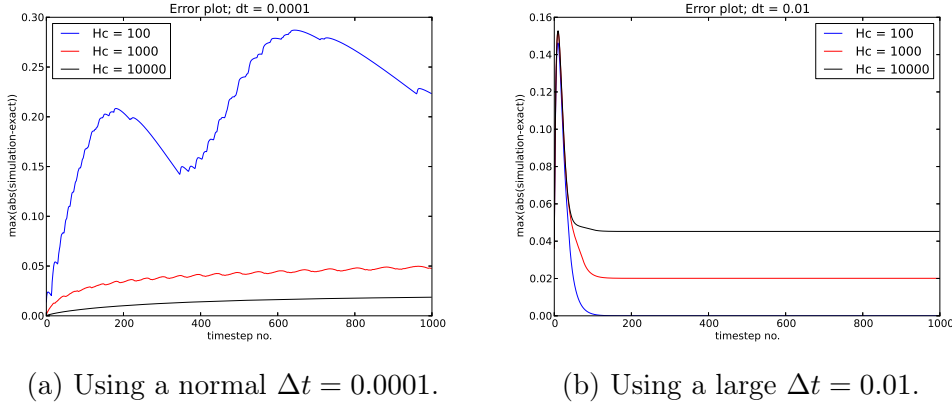 Error plot; dt = 0.0001
0.30
0.25
0.20
0.15
0.10
0.05
0.00
max(abs(simulation-exact))
Hc = 100
Hc = 1000
Hc = 10000
0 200 400 600 800 1000
timestep no.
(a) Using a normal Δt = 0.0001.
Error plot; dt = 0.01
0.16
0.14
0.12
0.10
0.08
0.06
0.04
0.02
0.00
max(abs(simulation-exact))
Hc = 100
Hc = 1000
Hc = 10000
0 200 400 600 800 1000
timestep no.
(b) Using a large Δt = 0.01.